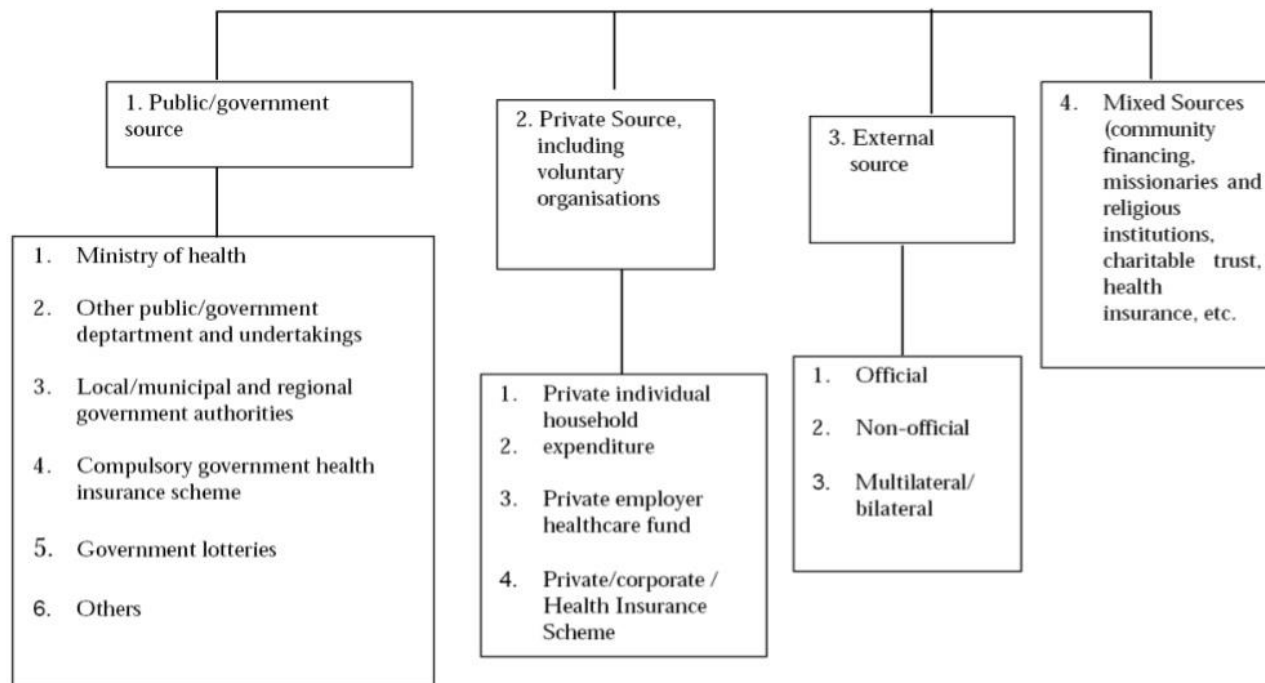 1. Public/government
source
1. Ministry of health
2. Other public/government
deptartment and undertakings
3. Local/municipal and regional
government authorities
4. Compulsory government health
insurance scheme
5. Government lotteries
6. Others
2. Private Source,
including
voluntary
organisations
1. Private individual
household
2. expenditure
3. Private employer
healthcare fund
4. Private/corporate /
Health Insurance
Scheme
3. External
source
1. Official
2. Non-official
3. Multilateral/
bilateral
4. Mixed Sources
(community
financing,
missionaries and
religious
institutions,
charitable trust,
health
insurance, etc.